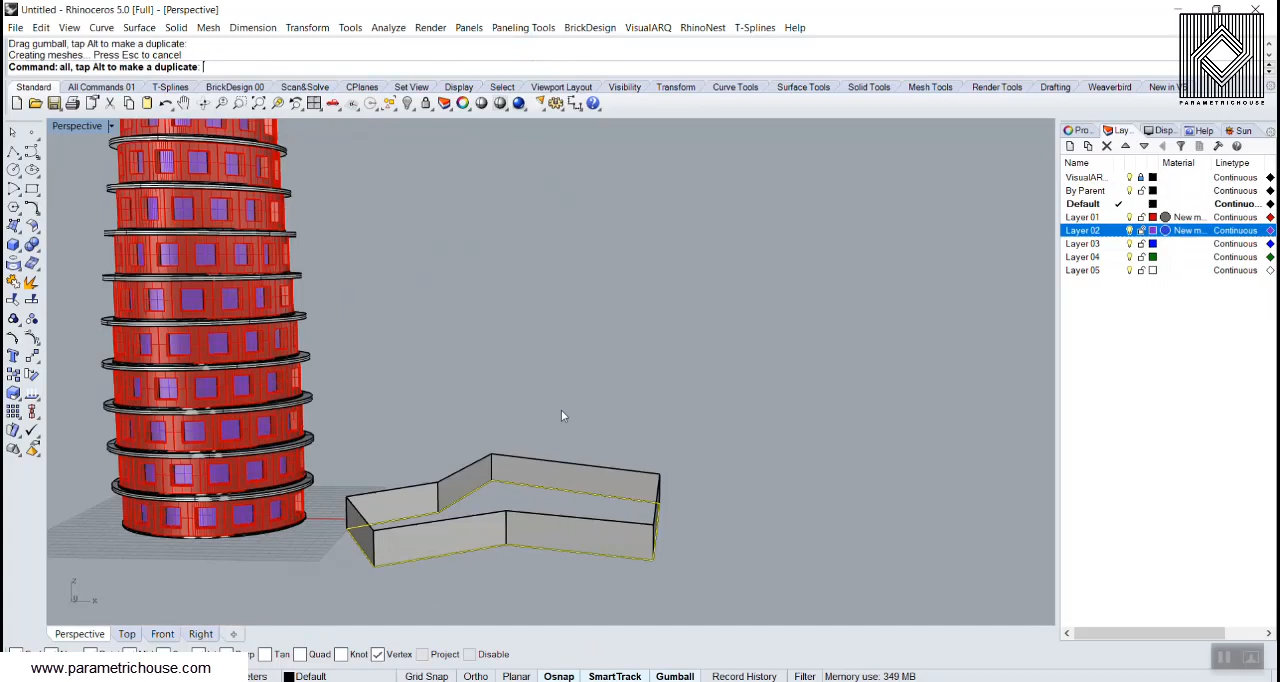 Untitled - Rhinoceros 5.0 [Full] - [Perspective]
File Edit View Curve Surface Solid Mesh Dimension Transform Tools Analyze Render Panels Paneling Tools BrickDesign VisualARQ RhinoNest T-Splines Help
Drag gumball, tap Alt to make a duplicate:
Creating meshes... Press Esc to cancel
Command: all, tap Alt to make a duplicate:
PARAMETRICHOUSE
Standard All Commands 01 T-Splines BrickDesign 00 Scan&Solve CPlanes Set View Display Select Viewport Layout Visibility Transform Curve Tools Surface Tools Solid Tools Mesh Tools Render Tools Drafting Weaverbird New in V
Perspective
Pro... Lay... Disp... Help Sun
Name Material Linetype
VisualAR... Continuous
By Parent Continuous
Default Continuo...
Layer 01 New m... Continuous
Layer 02 New m... Continuous
Layer 03 Continuous
Layer 04 Continuous
Layer 05 Continuous
z
y x
Perspective Top Front Right
Tan Quad Knot Vertex Project Disable
www.parametrichouse.com
eters Default Grid Snap Ortho Planar Osnap SmartTrack Gumball Record History Filter Memory use: 349 MB